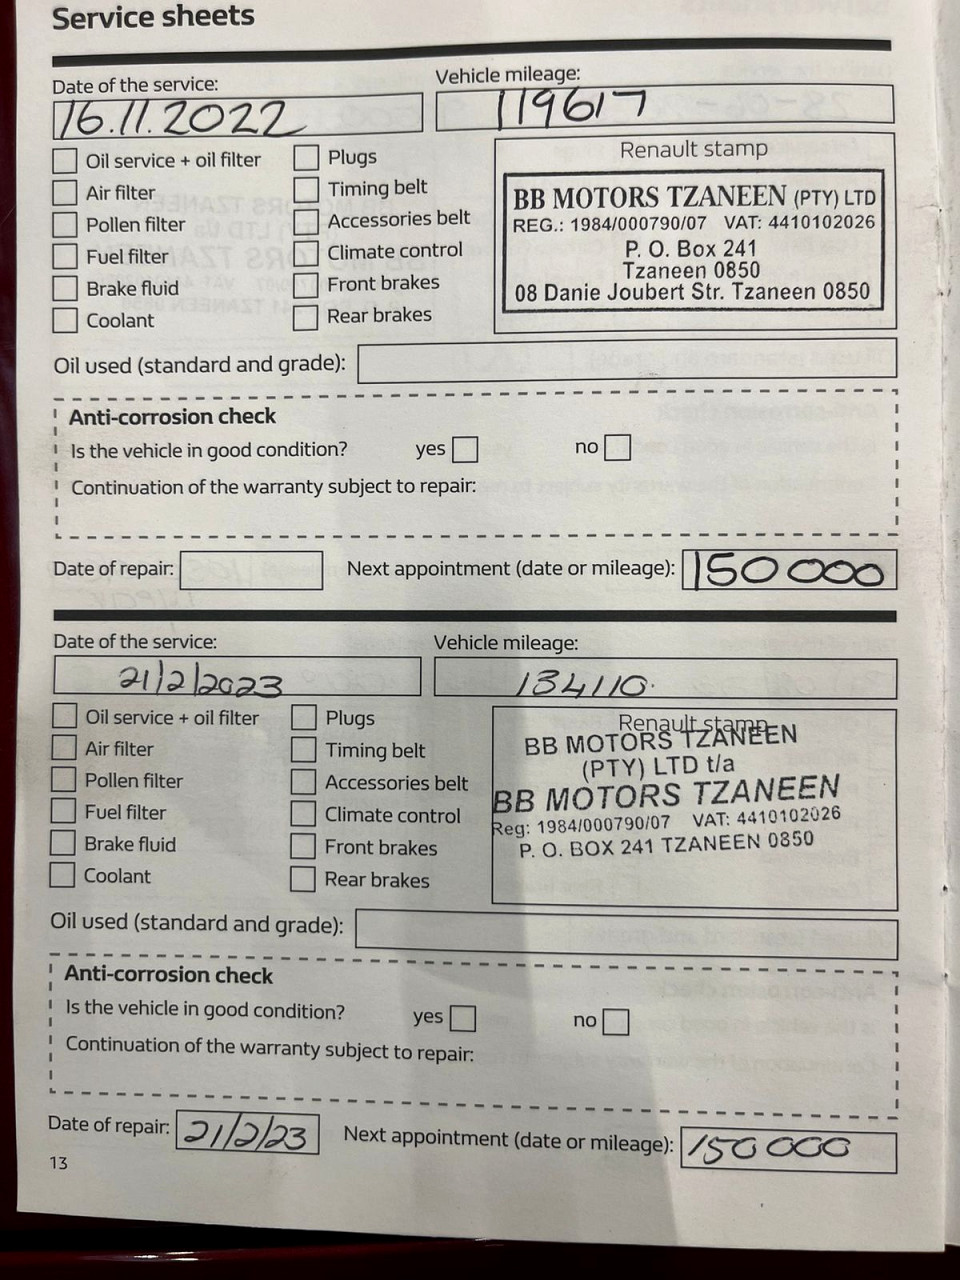 Service sheets
Date of the service: Vehicle mileage:
16.11.2022 119617
Oil service + oil filter Plugs
Air filter Timing belt
Pollen filter Accessories belt
Fuel filter Climate control
Brake fluid Front brakes
Coolant Rear brakes
Renault stamp
BB MOTORS TZANEEN (PTY) LTD
REG.: 1984/000790/07 VAT: 4410102026
P. O. Box 241
Tzaneen 0850
08 Danie Joubert Str. Tzaneen 0850
Oil used (standard and grade):
Anti-corrosion check
Is the vehicle in good condition? yes no
Continuation of the warranty subject to repair:
Date of repair: Next appointment (date or mileage): 150 000
Date of the service: Vehicle mileage:
21/2/2023 134110.
Oil service + oil filter Plugs
Air filter Timing belt
Pollen filter Accessories belt
Fuel filter Climate control
Brake fluid Front brakes
Coolant Rear brakes
Renault stamp
BB MOTORS TZANEEN
(PTY) LTD t/a
BB MOTORS TZANEEN
Reg: 1984/000790/07 VAT: 4410102026
P. O. BOX 241 TZANEEN 0850
Oil used (standard and grade):
Anti-corrosion check
Is the vehicle in good condition? yes no
Continuation of the warranty subject to repair:
Date of repair: 21/2/23 Next appointment (date or mileage): 150 000
13